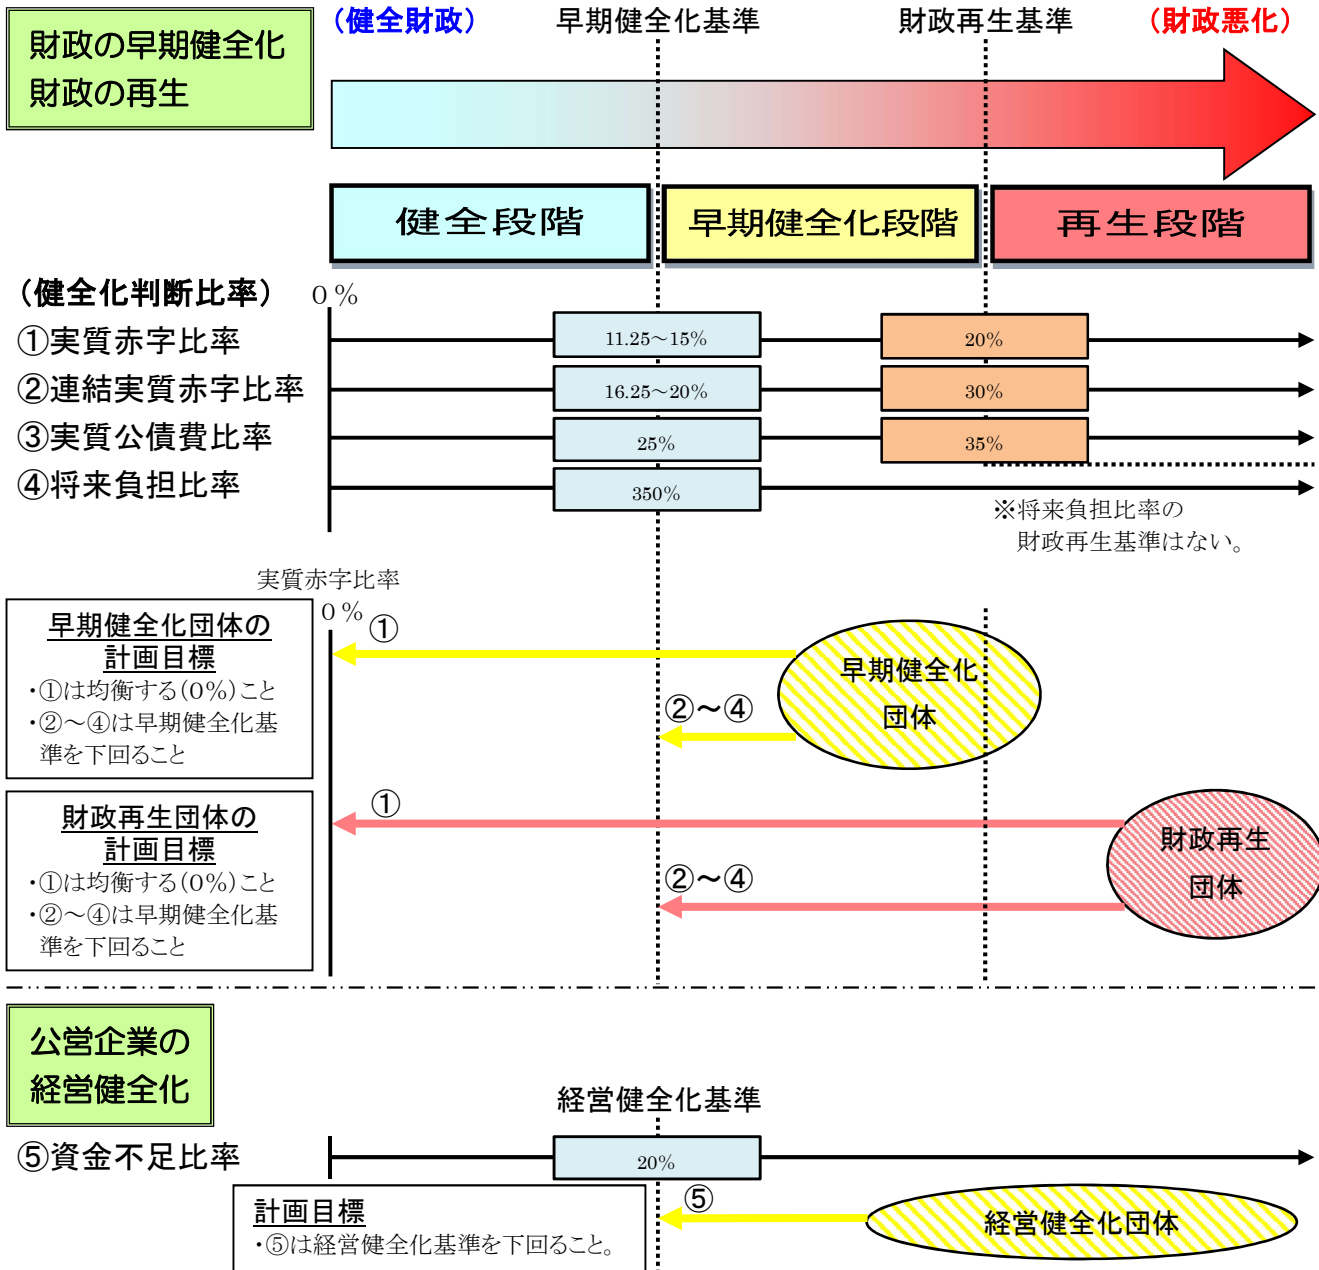 財政の早期健全化
財政の再生
（健全財政）
早期健全化基準
財政再生基準
（財政悪化）
健全段階
早期健全化段階
再生段階
（健全化判断比率）
０％
①実質赤字比率
11.25～15%
20%
②連結実質赤字比率
16.25～20%
30%
③実質公債費比率
25%
35%
④将来負担比率
350%
※将来負担比率の
財政再生基準はない。
実質赤字比率
０％
早期健全化団体の
計画目標
・①は均衡する（０％）こと
・②～④は早期健全化基
準を下回ること
①
②～④
早期健全化
団体
財政再生団体の
計画目標
・①は均衡する（０％）こと
・②～④は早期健全化基
準を下回ること
①
②～④
財政再生
団体
公営企業の
経営健全化
経営健全化基準
⑤資金不足比率
20%
計画目標
・⑤は経営健全化基準を下回ること。
⑤
経営健全化団体